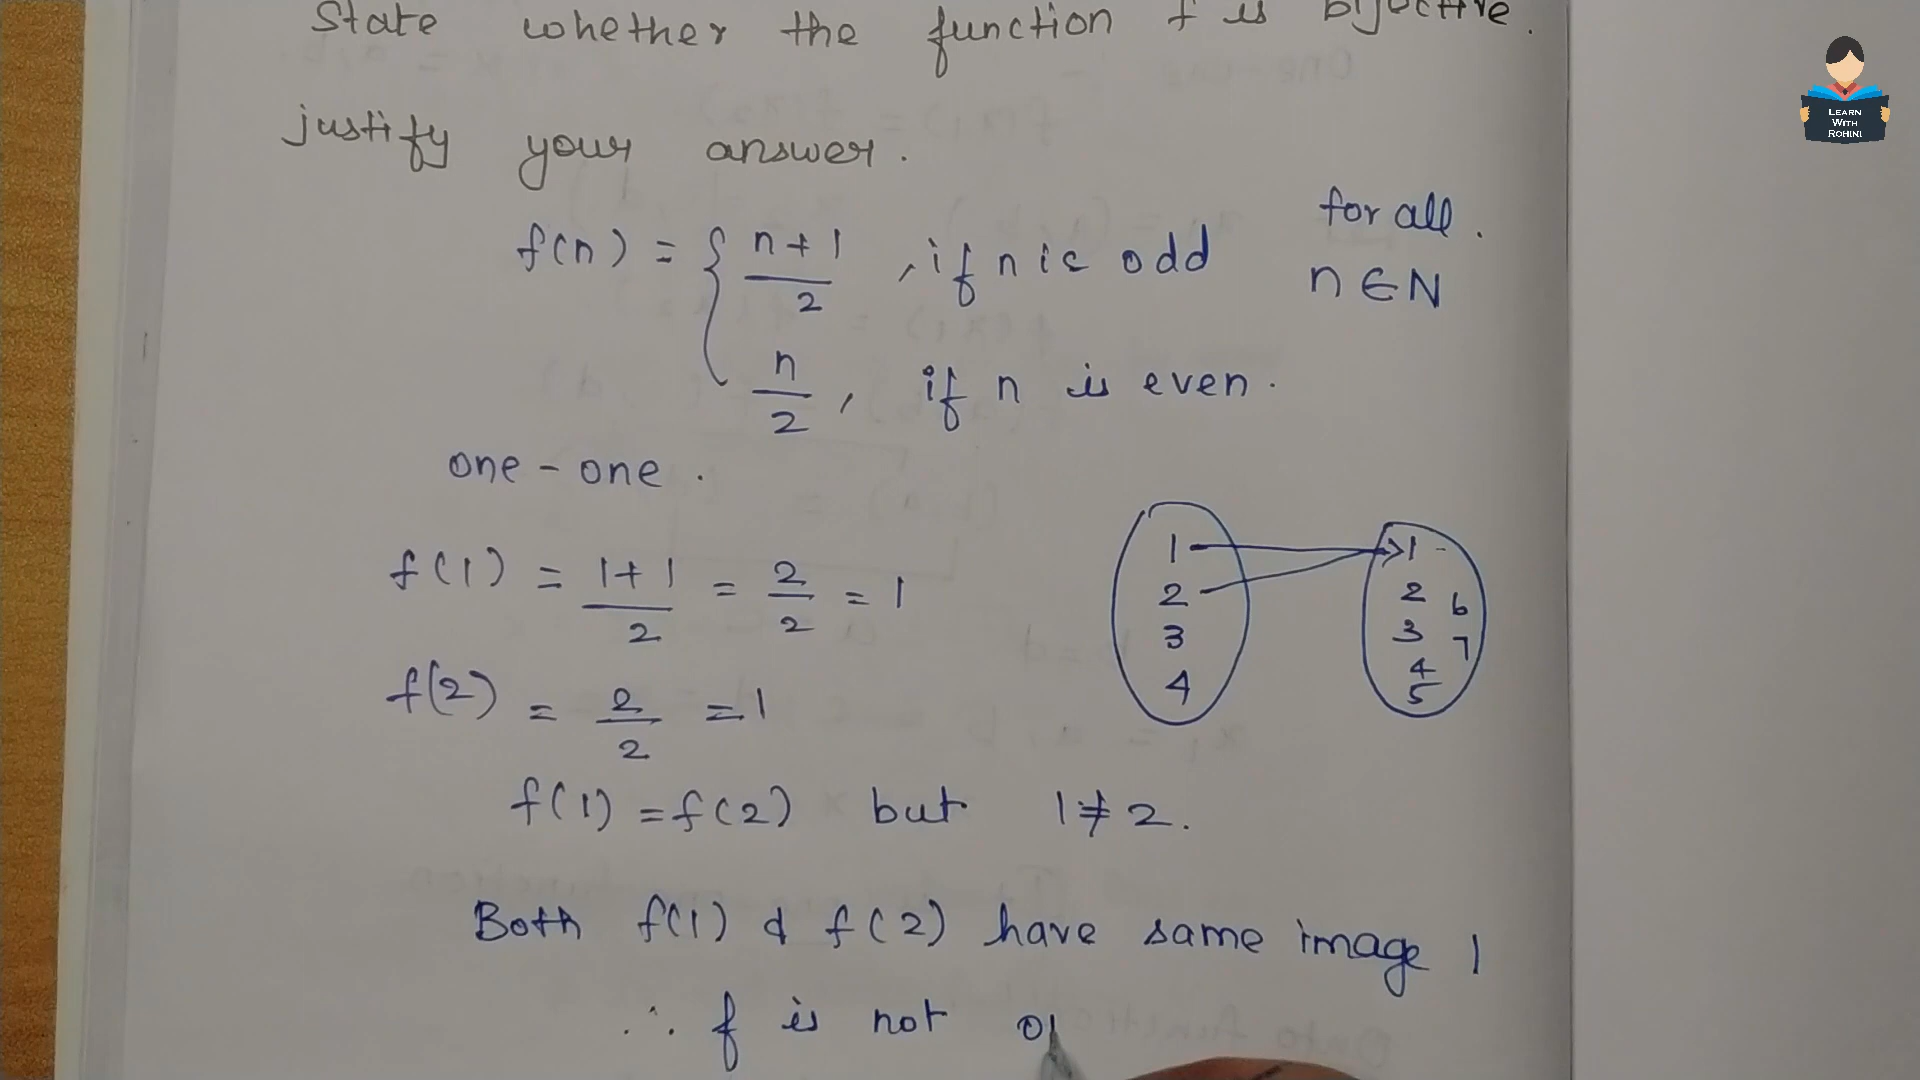 State whether the function f is bijective.
justify your answer.
f(n) = { n+1/2 , if n is odd
n/2 , if n is even.
for all.
n ∈ N
one - one.
f(1) = 1+1/2 = 2/2 = 1
f(2) = 2/2 = 1
1
2
3
4
1
2
3
4
5
6
7
f(1) = f(2) but 1 ≠ 2.
Both f(1) & f(2) have same image 1
∴ f is not
LEARN
WITH
ROHINI